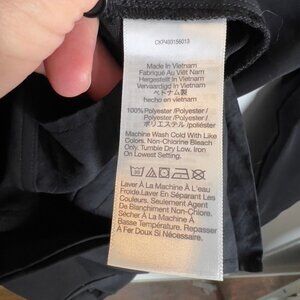 CKP493156013
Made In Vietnam
Fabriqué Au Viêt Nam
Hergestellt in Vietnam
Vervaardigd In Vietnam
ベトナム製
hecho en vietnam
100% Polyester /Polyester/
Polyester /Polyester /
ポリエステル /poliéster
Machine Wash Cold With Like
Colors. Non-Chlorine Bleach
Only. Tumble Dry Low. Iron
On Lowest Setting.
Laver À La Machine À L'eau
Froide. Laver En Séparant Les
Couleurs. Seulement Agent
De Blanchiment Non-Chlore.
Sécher À La Machine À
Basse Température. Repasser
À Fer Doux Si Nécessaire.